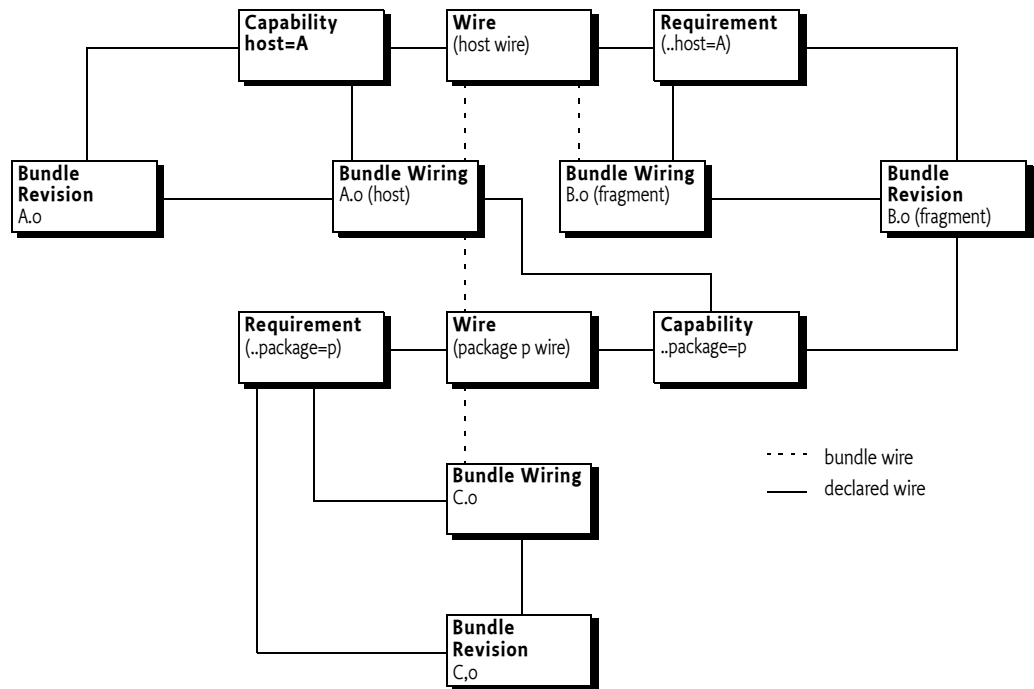 Capability
host=A
Wire
(host wire)
Requirement
(..host=A)
Bundle
Revision
A.o
Bundle Wiring
A.o (host)
Bundle Wiring
B.o (fragment)
Bundle
Revision
B.o (fragment)
Requirement
(..package=p)
Wire
(package p wire)
Capability
..package=p
Bundle Wiring
C.o
bundle wire
declared wire
Bundle
Revision
C,o